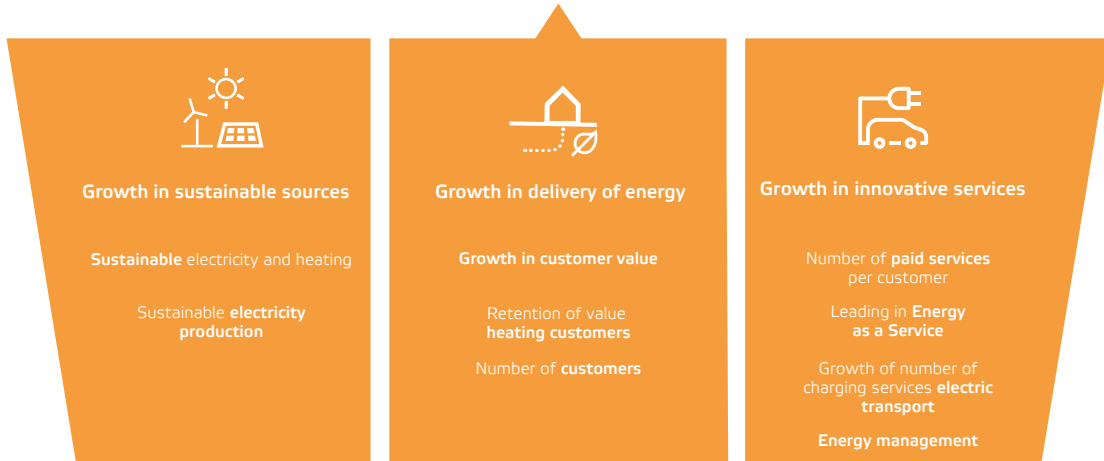 Growth in sustainable sources
Sustainable electricity and heating
Sustainable electricity
production
Growth in delivery of energy
Growth in customer value
Retention of value
heating customers
Number of customers
Growth in innovative services
Number of paid services
per customer
Leading in Energy
as a Service
Growth of number of
charging services electric
transport
Energy management